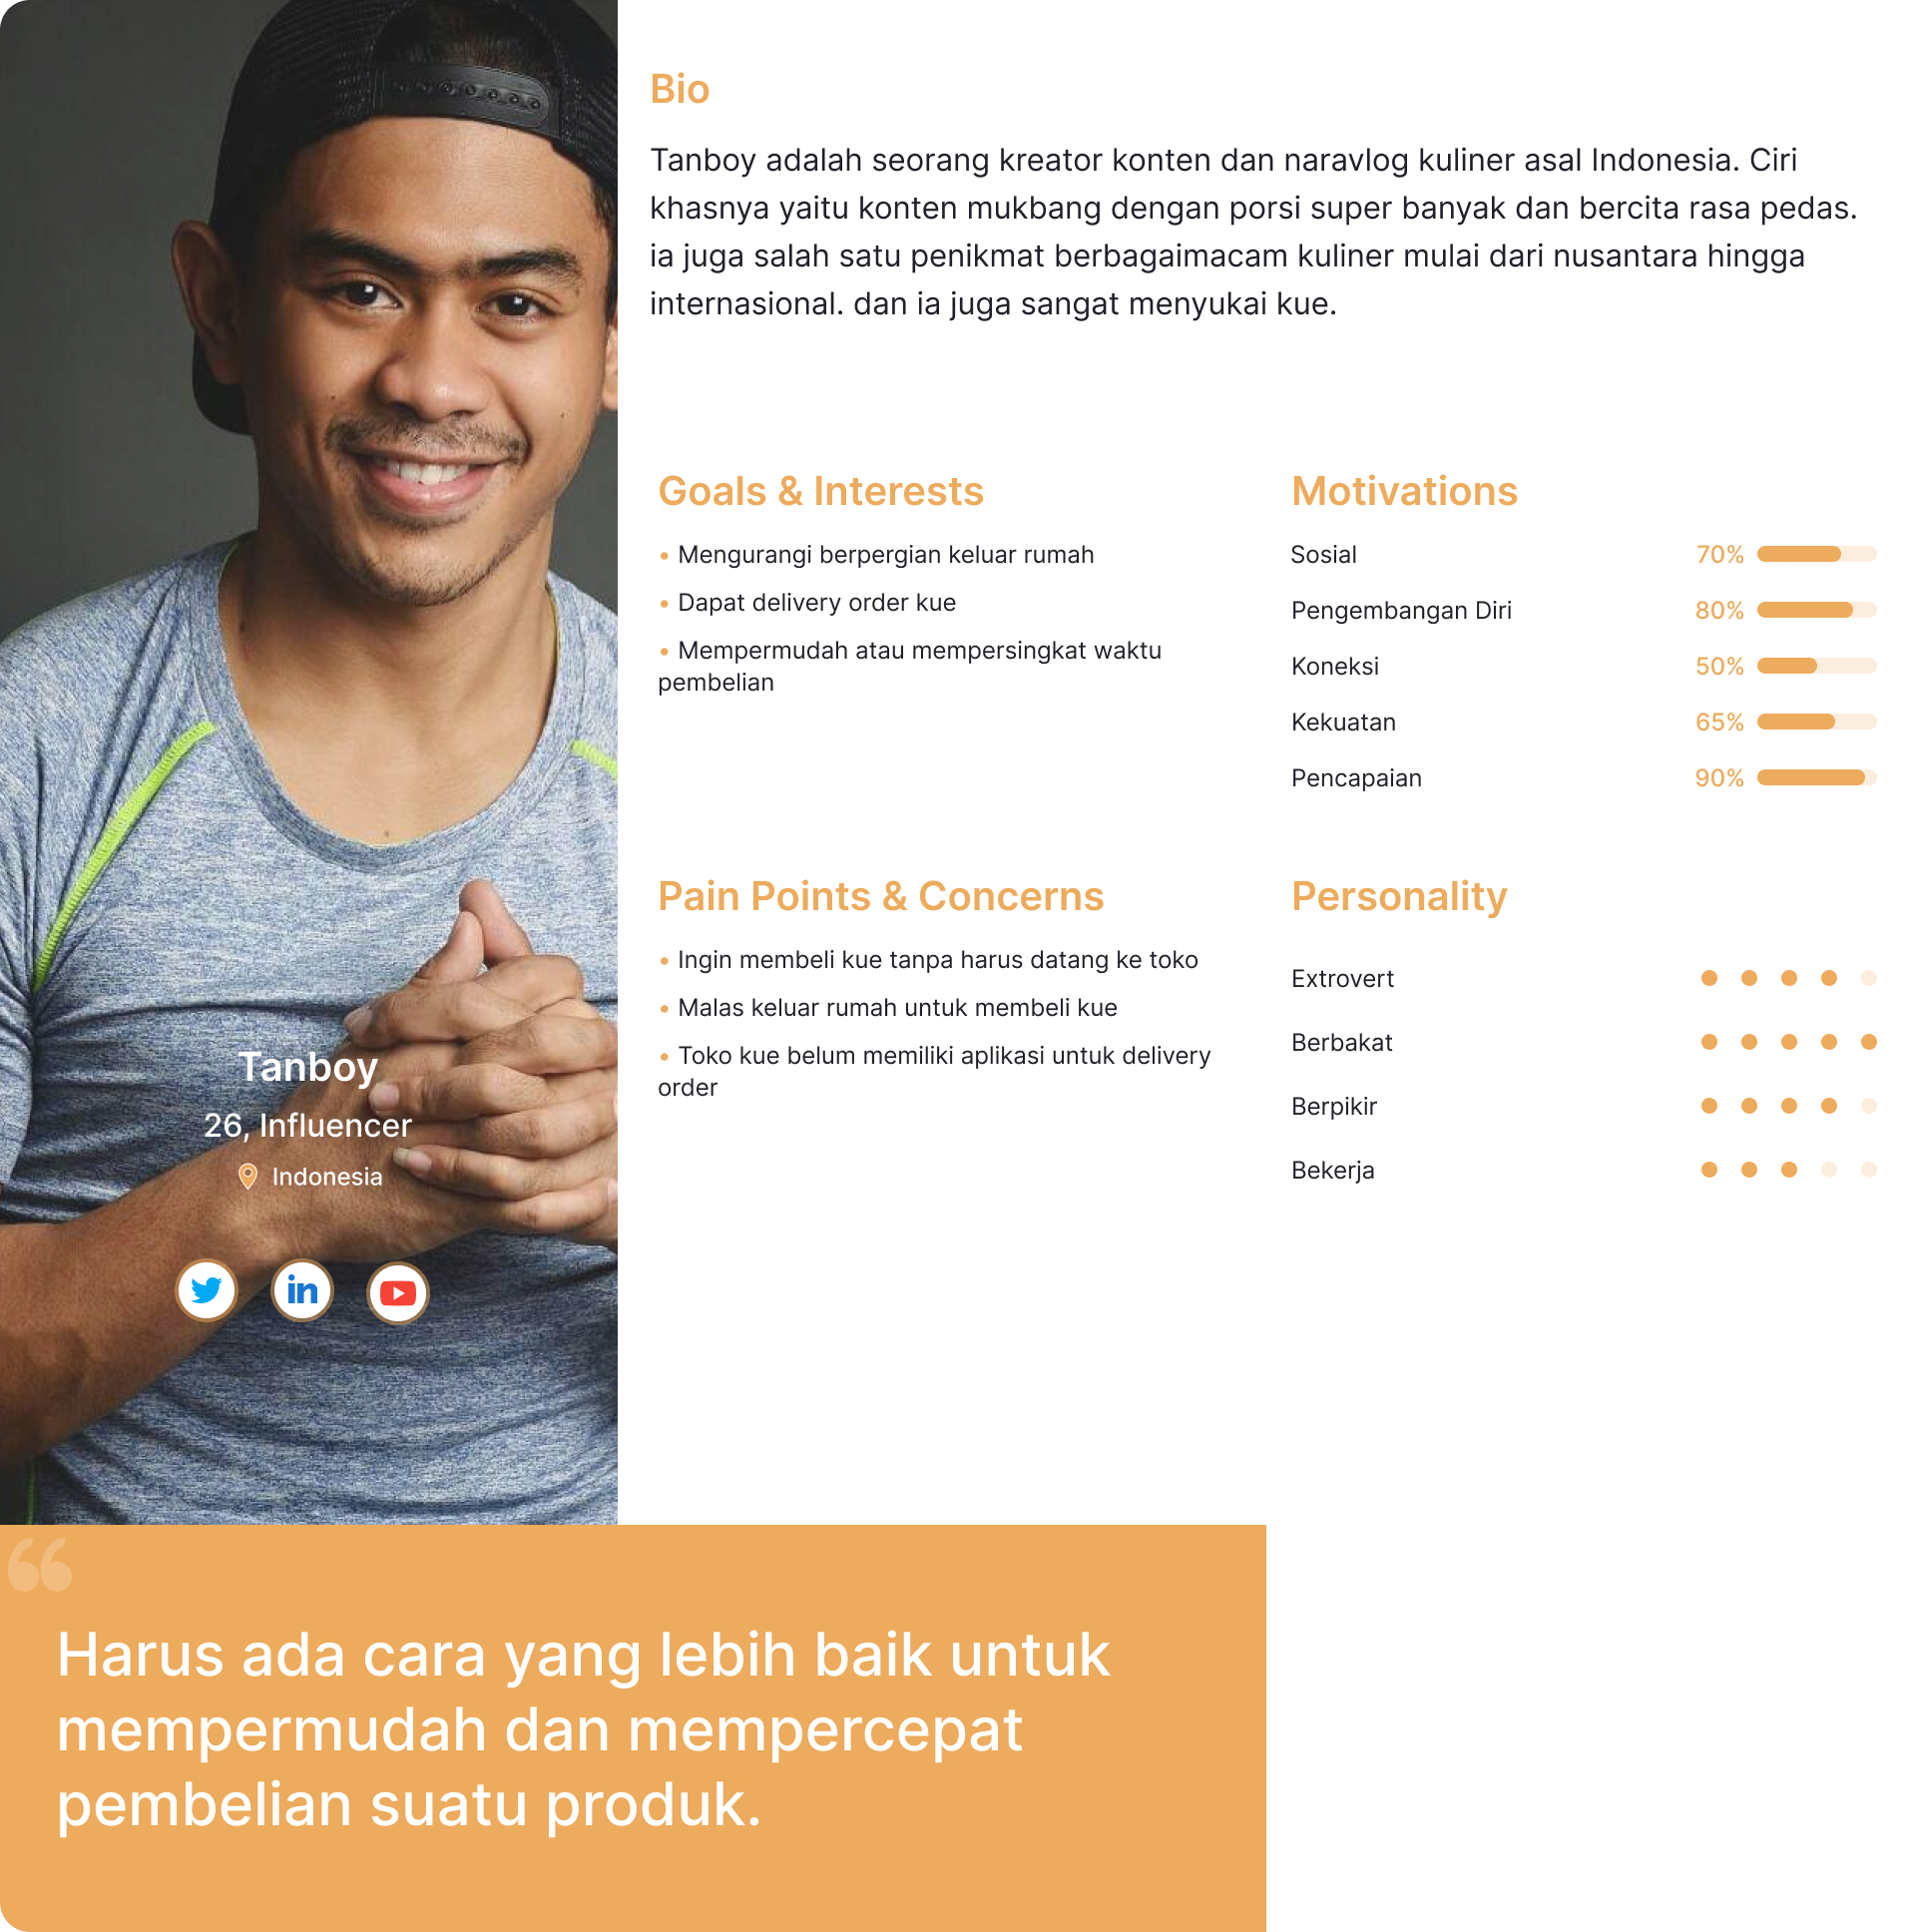 Bio
Tanboy adalah seorang kreator konten dan naravlog kuliner asal Indonesia. Ciri
khasnya yaitu konten mukbang dengan porsi super banyak dan bercita rasa pedas.
ia juga salah satu penikmat berbagaimacam kuliner mulai dari nusantara hingga
internasional. dan ia juga sangat menyukai kue.
Goals & Interests
• Mengurangi berpergian keluar rumah
• Dapat delivery order kue
• Mempermudah atau mempersingkat waktu
pembelian
Motivations
Sosial 70%
Pengembangan Diri 80%
Koneksi 50%
Kekuatan 65%
Pencapaian 90%
Pain Points & Concerns
• Ingin membeli kue tanpa harus datang ke toko
• Malas keluar rumah untuk membeli kue
• Toko kue belum memiliki aplikasi untuk delivery
order
Personality
Extrovert
Berbakat
Berpikir
Bekerja
Tanboy
26, Influencer
Indonesia
in
“
Harus ada cara yang lebih baik untuk
mempermudah dan mempercepat
pembelian suatu produk.